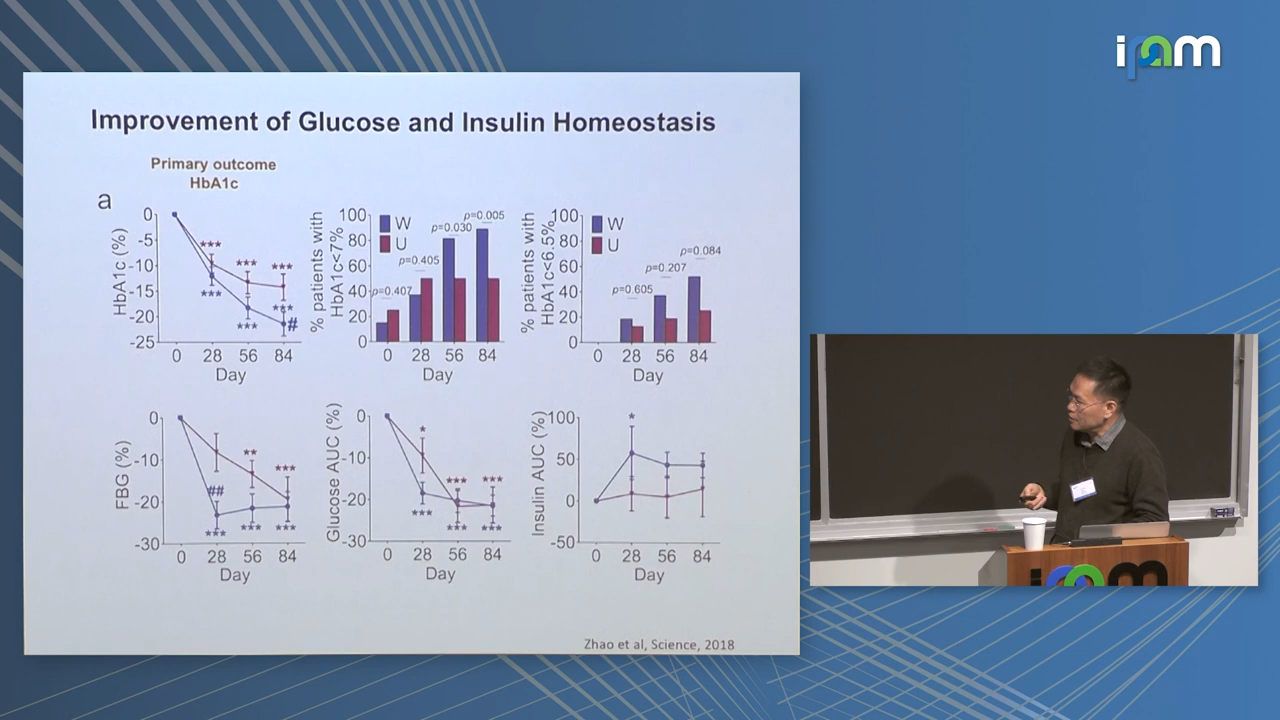 ipam
Improvement of Glucose and Insulin Homeostasis
Primary outcome
HbA1c
a
HbA1c (%)
0
-5
-10
-15
-20
-25
***
***
***
***
***
***
#
0 28 56 84
Day
% patients with
HbA1c<7%
100
80
60
40
20
0
W
U
p=0.407
p=0.405
p=0.030
p=0.005
0 28 56 84
Day
% patients with
HbA1c<6.5%
100
80
60
40
20
0
W
U
p=0.605
p=0.207
p=0.084
0 28 56 84
Day
FBG (%)
0
-10
-20
-30
##
**
***
***
***
***
0 28 56 84
Day
Glucose AUC (%)
0
-10
-20
-30
*
***
***
***
***
***
0 28 56 84
Day
Insulin AUC (%)
100
50
0
-50
*
0 28 56 84
Day
Zhao et al, Science, 2018
ipam